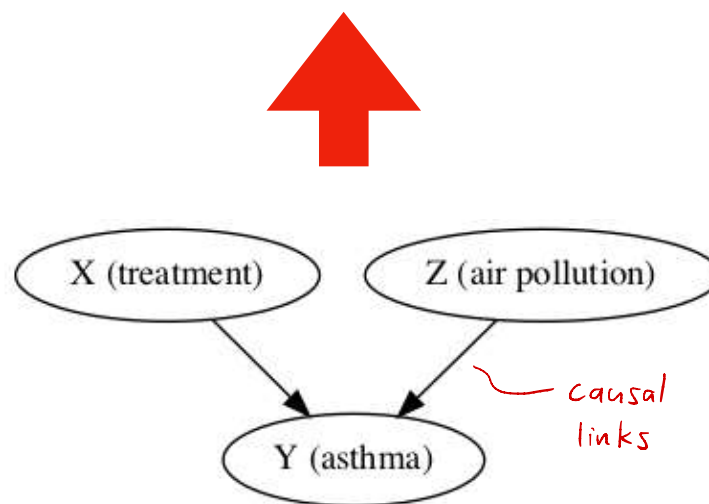 X (treatment)
Z (air pollution)
causal
links
Y (asthma)